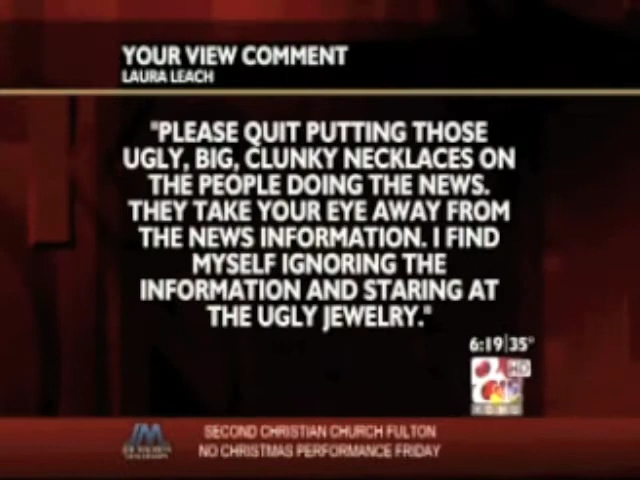 YOUR VIEW COMMENT
LAURA LEACH
"PLEASE QUIT PUTTING THOSE
UGLY, BIG, CLUNKY NECKLACES ON
THE PEOPLE DOING THE NEWS.
THEY TAKE YOUR EYE AWAY FROM
THE NEWS INFORMATION. I FIND
MYSELF IGNORING THE
INFORMATION AND STARING AT
THE UGLY JEWELRY."
6:19 35°
HD
SECOND CHRISTIAN CHURCH FULTON
NO CHRISTMAS PERFORMANCE FRIDAY